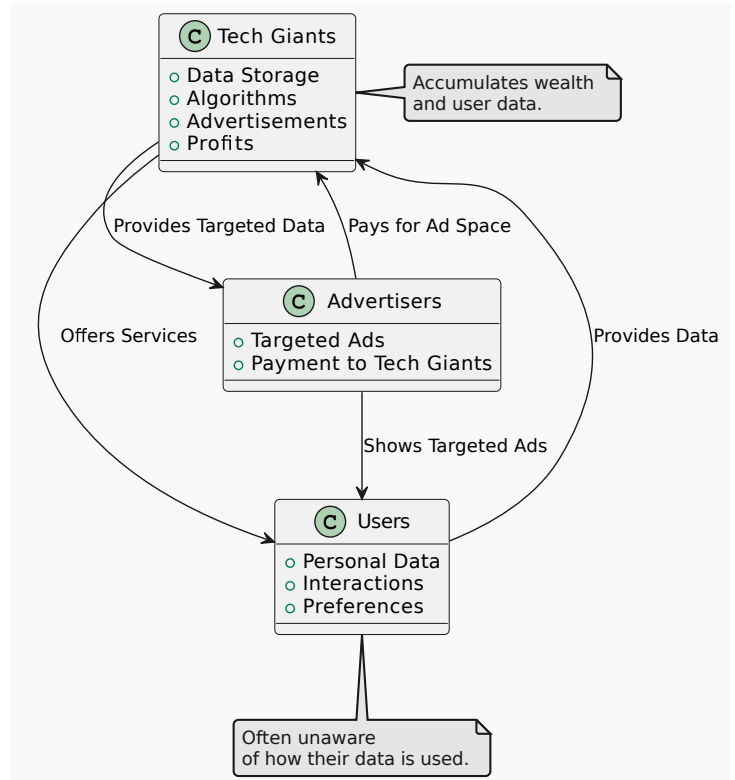 C Tech Giants
Data Storage
Algorithms
Advertisements
Profits
Accumulates wealth
and user data.
Provides Targeted Data
Pays for Ad Space
C Advertisers
Targeted Ads
Payment to Tech Giants
Offers Services
Provides Data
Shows Targeted Ads
C Users
Personal Data
Interactions
Preferences
Often unaware
of how their data is used.